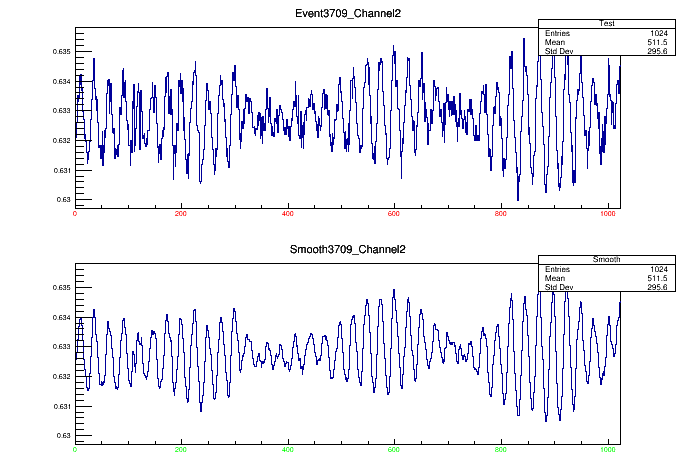 Event3709_Channel2
Test
Entries 1024
Mean 511.5
Std Dev 295.6
0.635
0.634
0.633
0.632
0.631
0.63
0 200 400 600 800 1000
Smooth3709_Channel2
Smooth
Entries 1024
Mean 511.5
Std Dev 295.6
0.635
0.634
0.633
0.632
0.631
0.63
0 200 400 600 800 1000